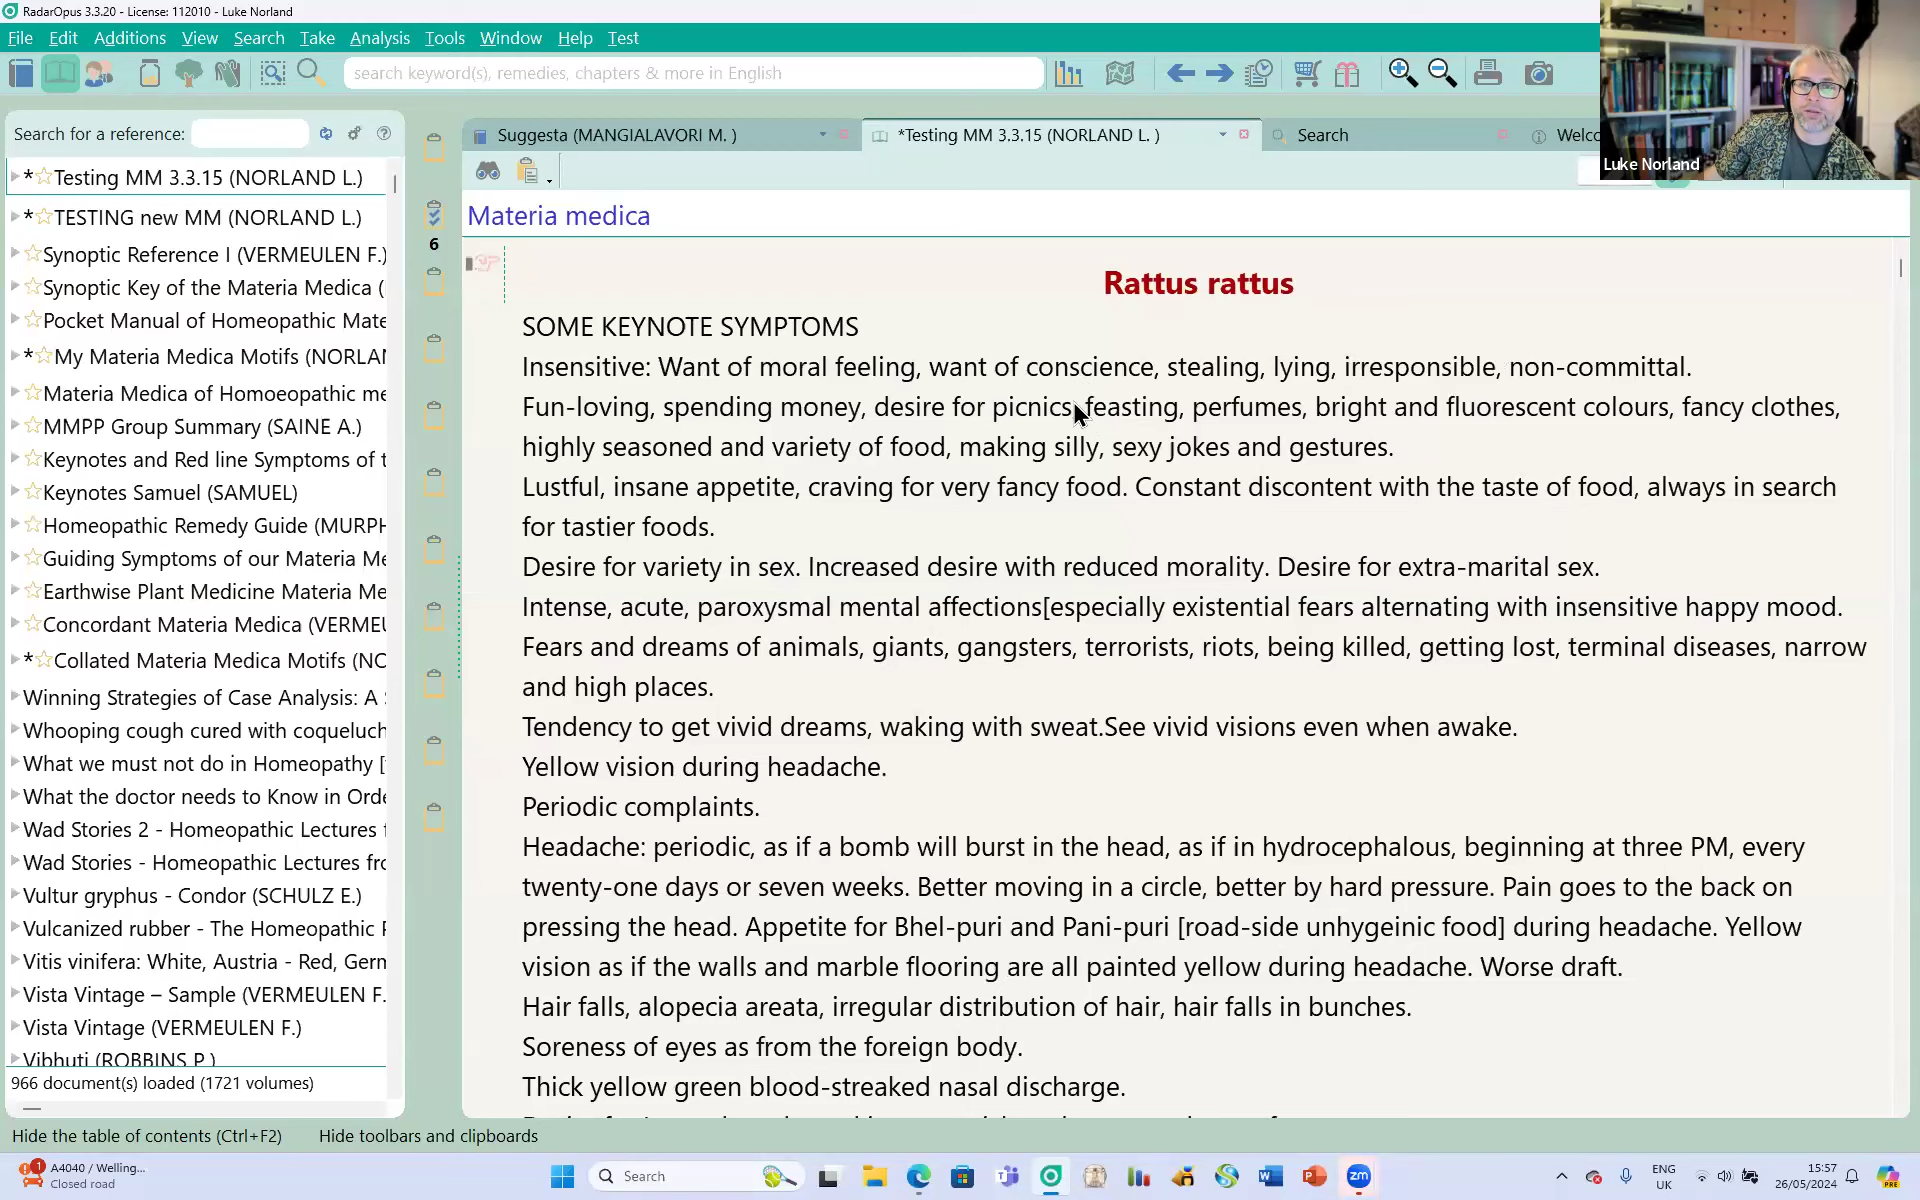 RadarOpus 3.3.20 - License: 112010 - Luke Norland
File Edit Additions View Search Take Analysis Tools Window Help Test
search keyword(s), remedies, chapters & more in English
Luke Norland
Search for a reference:
Suggesta (MANGIALAVORI M. )
*Testing MM 3.3.15 (NORLAND L. )
Search
Welco
*Testing MM 3.3.15 (NORLAND L.)
*TESTING new MM (NORLAND L.)
Synoptic Reference I (VERMEULEN F.)
Synoptic Key of the Materia Medica (
Pocket Manual of Homeopathic Mate
*My Materia Medica Motifs (NORLAN
Materia Medica of Homoeopathic me
MMPP Group Summary (SAINE A.)
Keynotes and Red line Symptoms of t
Keynotes Samuel (SAMUEL)
Homeopathic Remedy Guide (MURPH
Guiding Symptoms of our Materia Me
Earthwise Plant Medicine Materia Me
Concordant Materia Medica (VERMEU
*Collated Materia Medica Motifs (NO
Winning Strategies of Case Analysis: A
Whooping cough cured with coqueluch
What we must not do in Homeopathy [
What the doctor needs to Know in Orde
Wad Stories 2 - Homeopathic Lectures f
Wad Stories - Homeopathic Lectures fro
Vultur gryphus - Condor (SCHULZ E.)
Vulcanized rubber - The Homeopathic P
Vitis vinifera: White, Austria - Red, Germ
Vista Vintage – Sample (VERMEULEN F.
Vista Vintage (VERMEULEN F.)
Vibhuti (ROBBINS P.)
966 document(s) loaded (1721 volumes)
6
Materia medica
Rattus rattus
SOME KEYNOTE SYMPTOMS
Insensitive: Want of moral feeling, want of conscience, stealing, lying, irresponsible, non-committal.
Fun-loving, spending money, desire for picnics, feasting, perfumes, bright and fluorescent colours, fancy clothes,
highly seasoned and variety of food, making silly, sexy jokes and gestures.
Lustful, insane appetite, craving for very fancy food. Constant discontent with the taste of food, always in search
for tastier foods.
Desire for variety in sex. Increased desire with reduced morality. Desire for extra-marital sex.
Intense, acute, paroxysmal mental affections[especially existential fears alternating with insensitive happy mood.
Fears and dreams of animals, giants, gangsters, terrorists, riots, being killed, getting lost, terminal diseases, narrow
and high places.
Tendency to get vivid dreams, waking with sweat.See vivid visions even when awake.
Yellow vision during headache.
Periodic complaints.
Headache: periodic, as if a bomb will burst in the head, as if in hydrocephalous, beginning at three PM, every
twenty-one days or seven weeks. Better moving in a circle, better by hard pressure. Pain goes to the back on
pressing the head. Appetite for Bhel-puri and Pani-puri [road-side unhygeinic food] during headache. Yellow
vision as if the walls and marble flooring are all painted yellow during headache. Worse draft.
Hair falls, alopecia areata, irregular distribution of hair, hair falls in bunches.
Soreness of eyes as from the foreign body.
Thick yellow green blood-streaked nasal discharge.
Hide the table of contents (Ctrl+F2)
Hide toolbars and clipboards
1
A4040 / Welling...
Closed road
Search
ENG
UK
15:57
26/05/2024